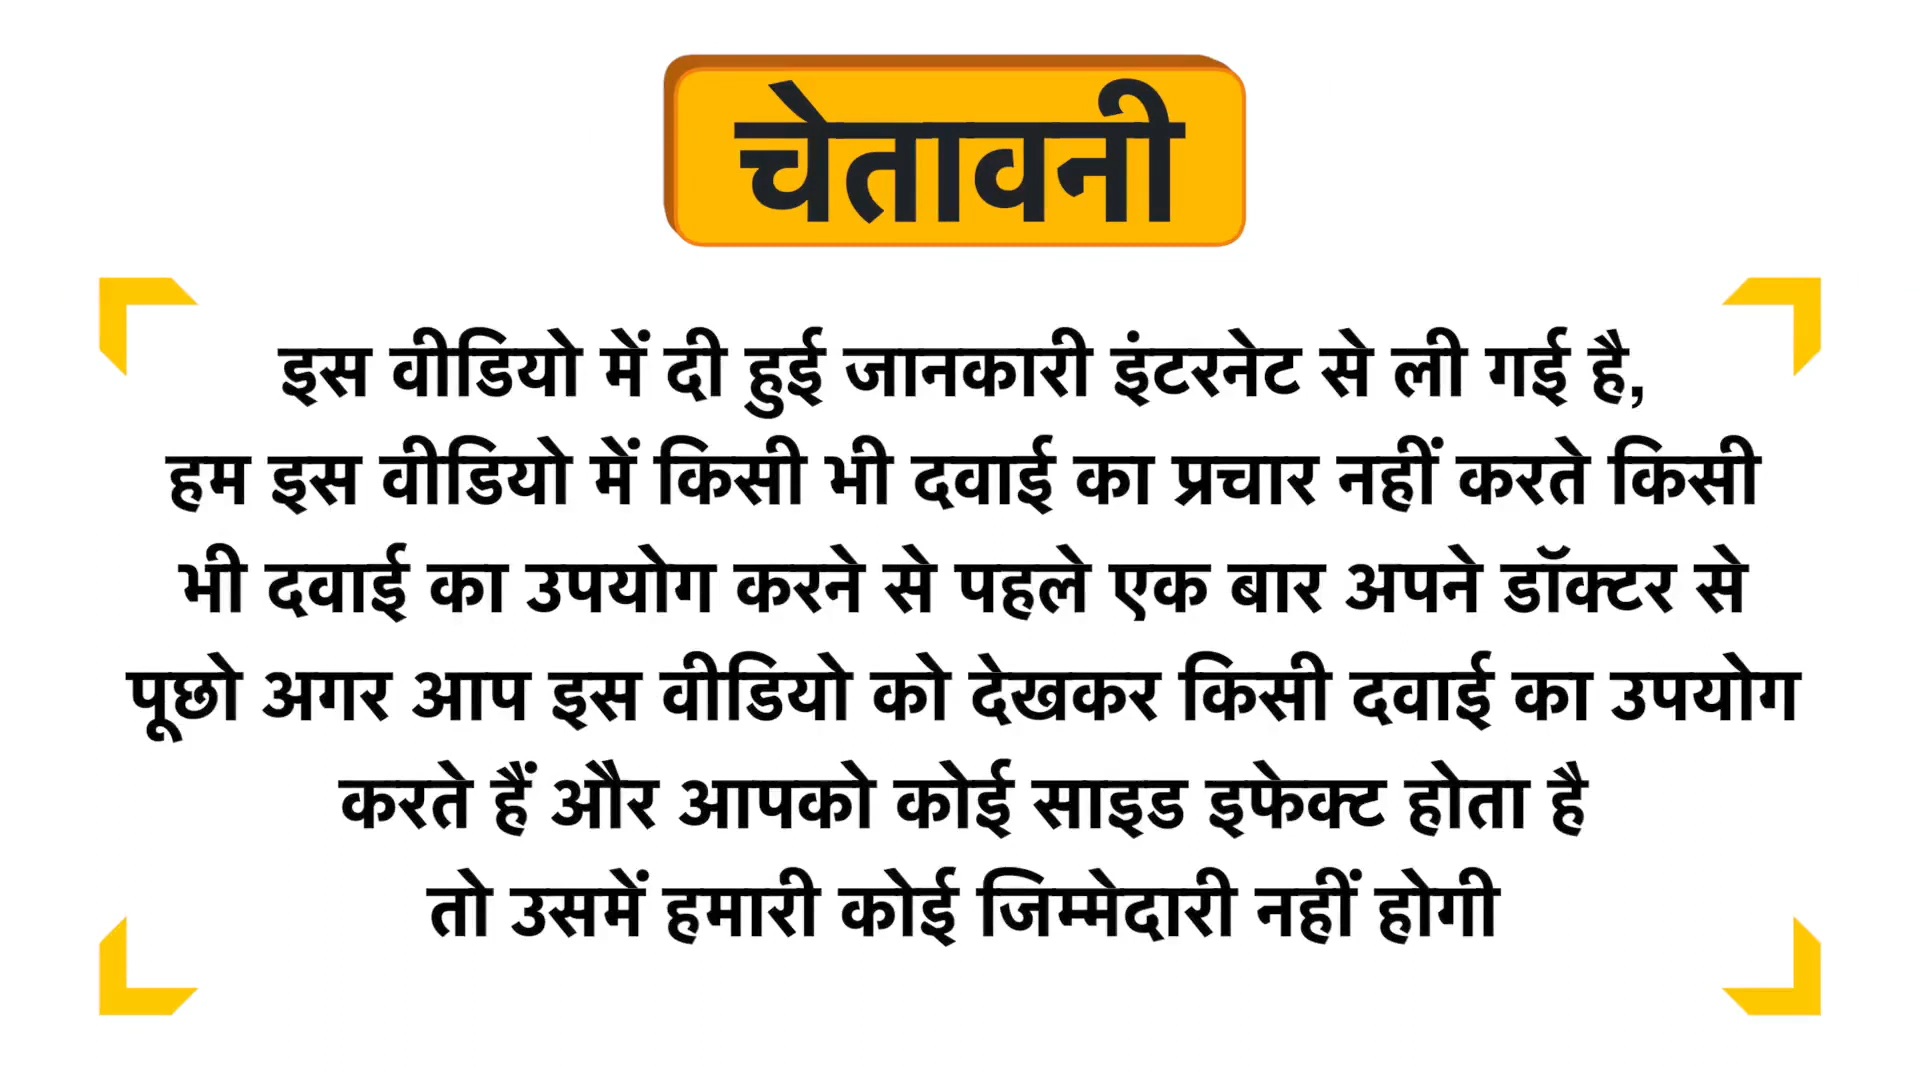 चेतावनी
इस वीडियो में दी हुई जानकारी इंटरनेट से ली गई है,
हम इस वीडियो में किसी भी दवाई का प्रचार नहीं करते किसी
भी दवाई का उपयोग करने से पहले एक बार अपने डॉक्टर से
पूछो अगर आप इस वीडियो को देखकर किसी दवाई का उपयोग
करते हैं और आपको कोई साइड इफेक्ट होता है
तो उसमें हमारी कोई जिम्मेदारी नहीं होगी